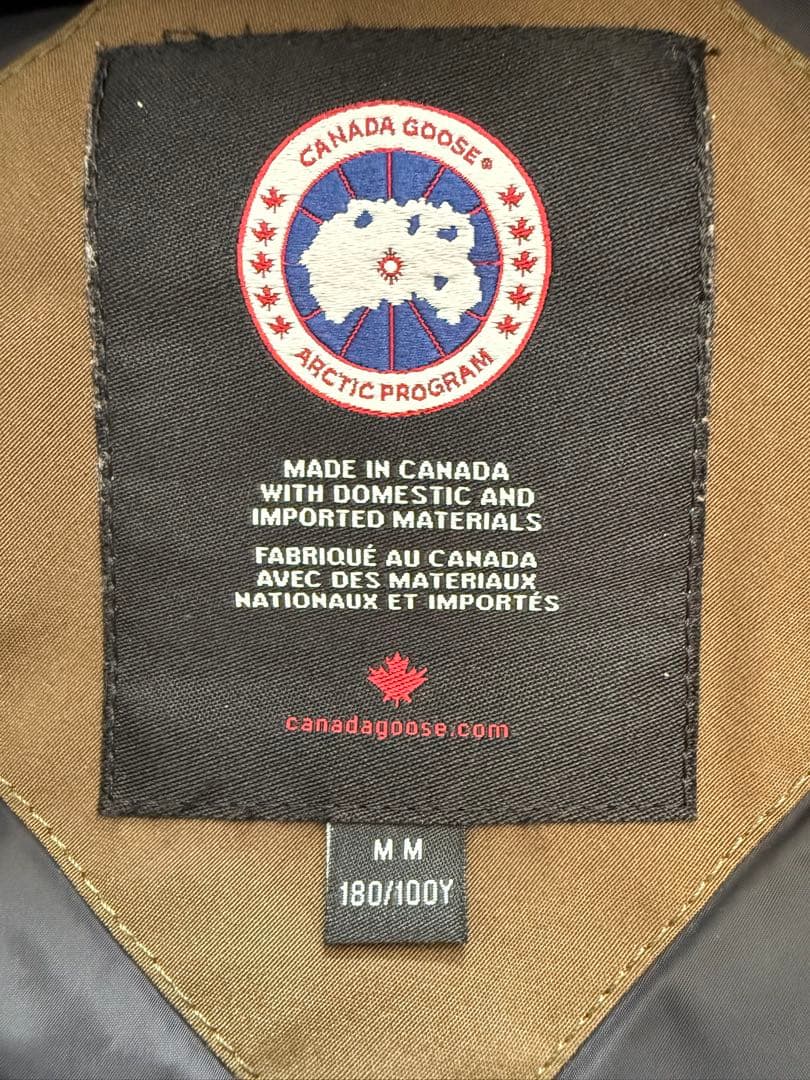 CANADA GOOSE®
ARCTIC PROGRAM
MADE IN CANADA
WITH DOMESTIC AND
IMPORTED MATERIALS
FABRIQUÉ AU CANADA
AVEC DES MATERIAUX
NATIONAUX ET IMPORTÉS
canadagoose.com
M M
180/100Y